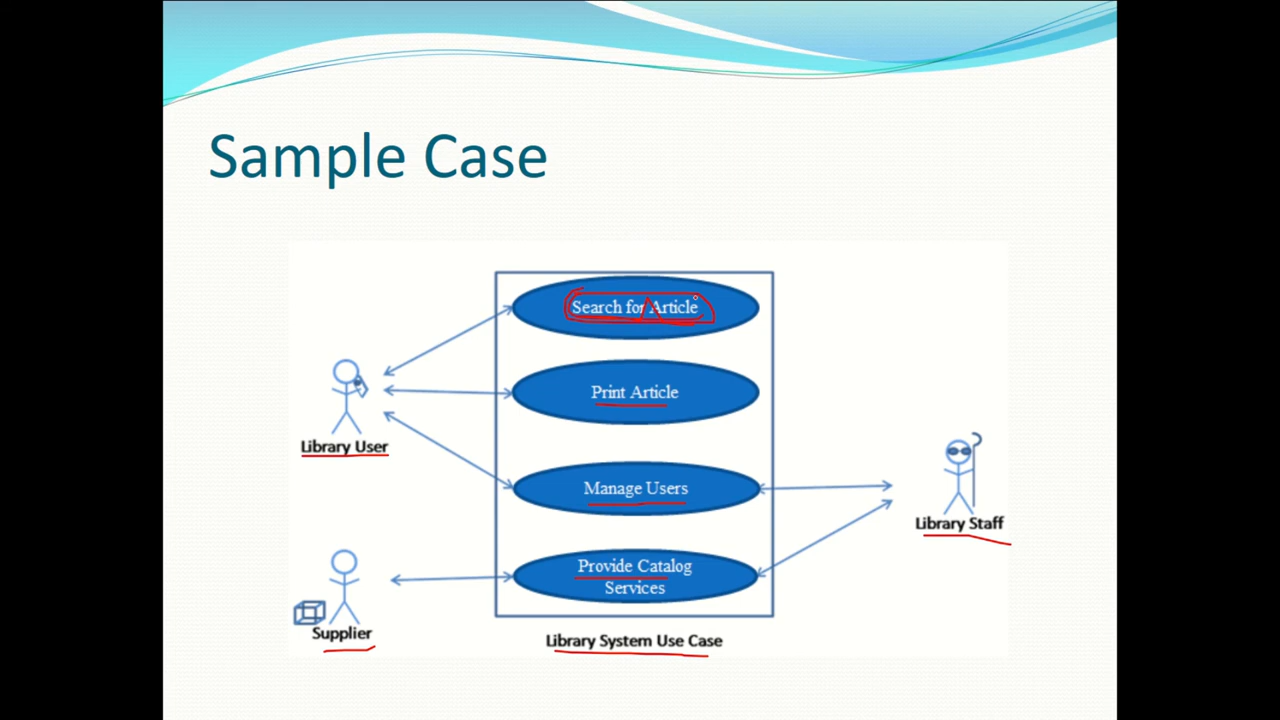 Sample Case
Search for Article
Print Article
Library User
Manage Users
Library Staff
Provide Catalog
Services
Supplier
Library System Use Case